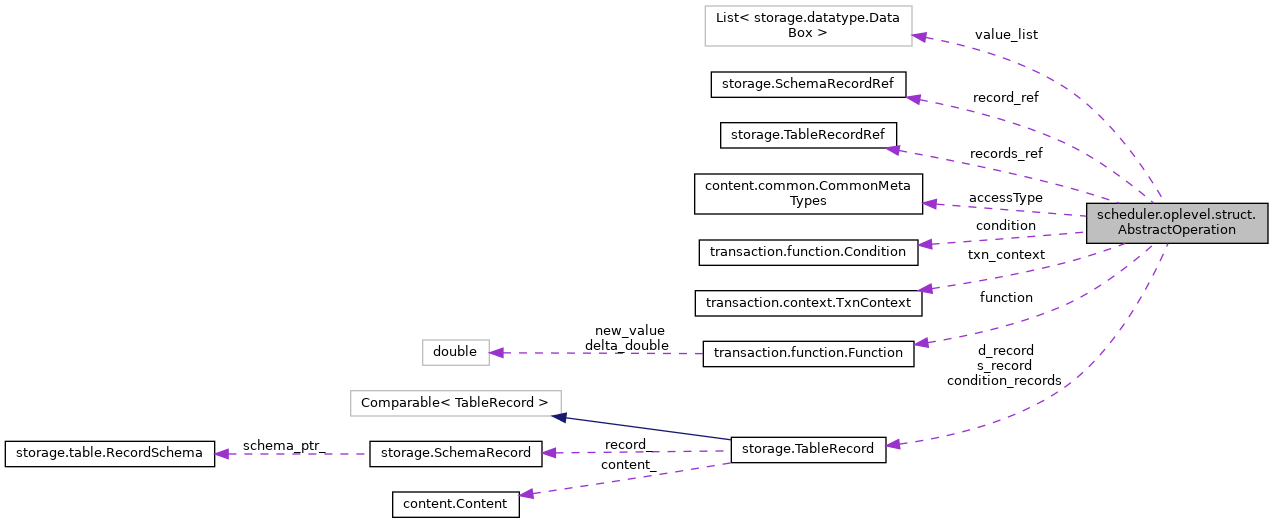 List< storage.datatype.Data
Box >
value_list
storage.SchemaRecordRef
record_ref
storage.TableRecordRef
records_ref
content.common.CommonMeta
Types
accessType
scheduler.oplevel.struct.
AbstractOperation
transaction.function.Condition
condition
txn_context
transaction.context.TxnContext
function
new_value
delta_double
double
transaction.function.Function
d_record
s_record
condition_records
Comparable< TableRecord >
storage.table.RecordSchema
schema_ptr_
storage.SchemaRecord
record_
storage.TableRecord
content_
content.Content